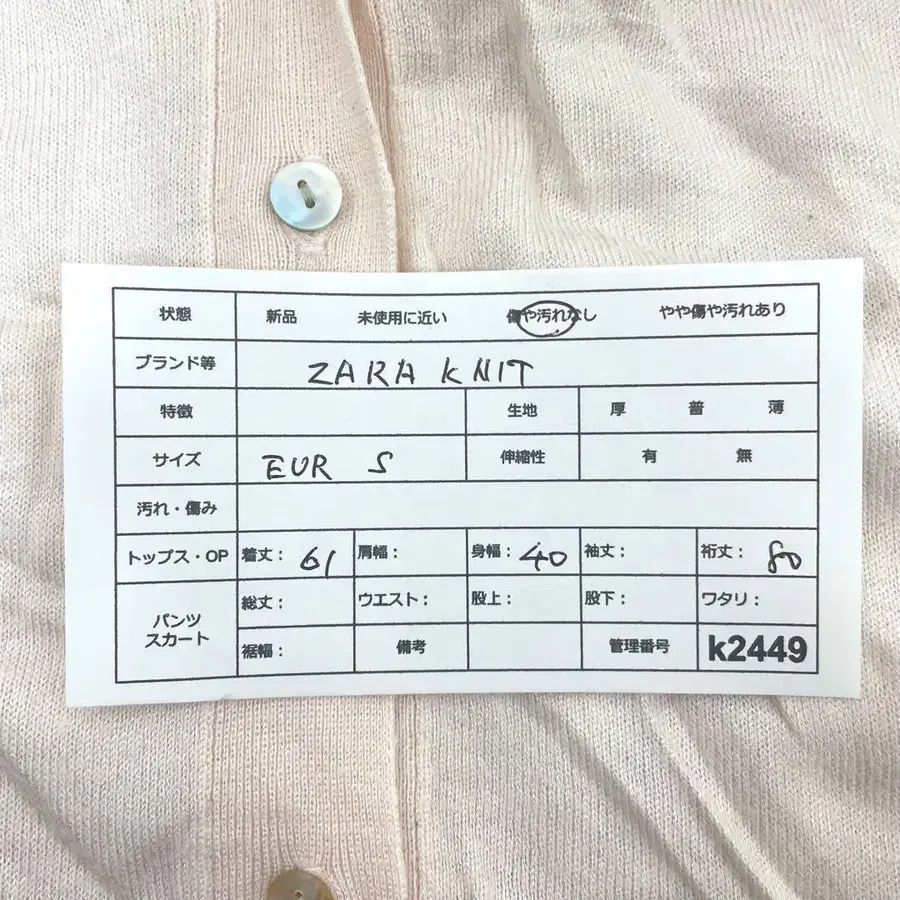 状態 新品 未使用に近い 傷や汚れなし やや傷や汚れあり
ブランド等 ZARA KNIT
特徴 生地 厚 普 薄
サイズ EUR S 伸縮性 有 無
汚れ・傷み
トップス・OP 着丈： 61 肩幅： 身幅： 40 袖丈： 裄丈： 80
パンツ
スカート
総丈： ウエスト： 股上： 股下： ワタリ：
裾幅： 備考 管理番号 k2449